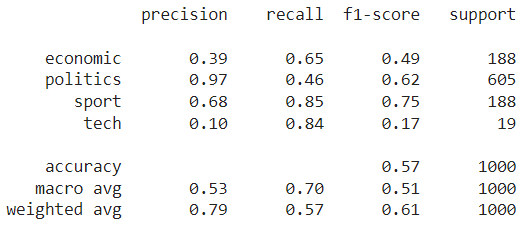 precision recall f1-score support
economic 0.39 0.65 0.49 188
politics 0.97 0.46 0.62 605
sport 0.68 0.85 0.75 188
tech 0.10 0.84 0.17 19
accuracy 0.57 1000
macro avg 0.53 0.70 0.51 1000
weighted avg 0.79 0.57 0.61 1000